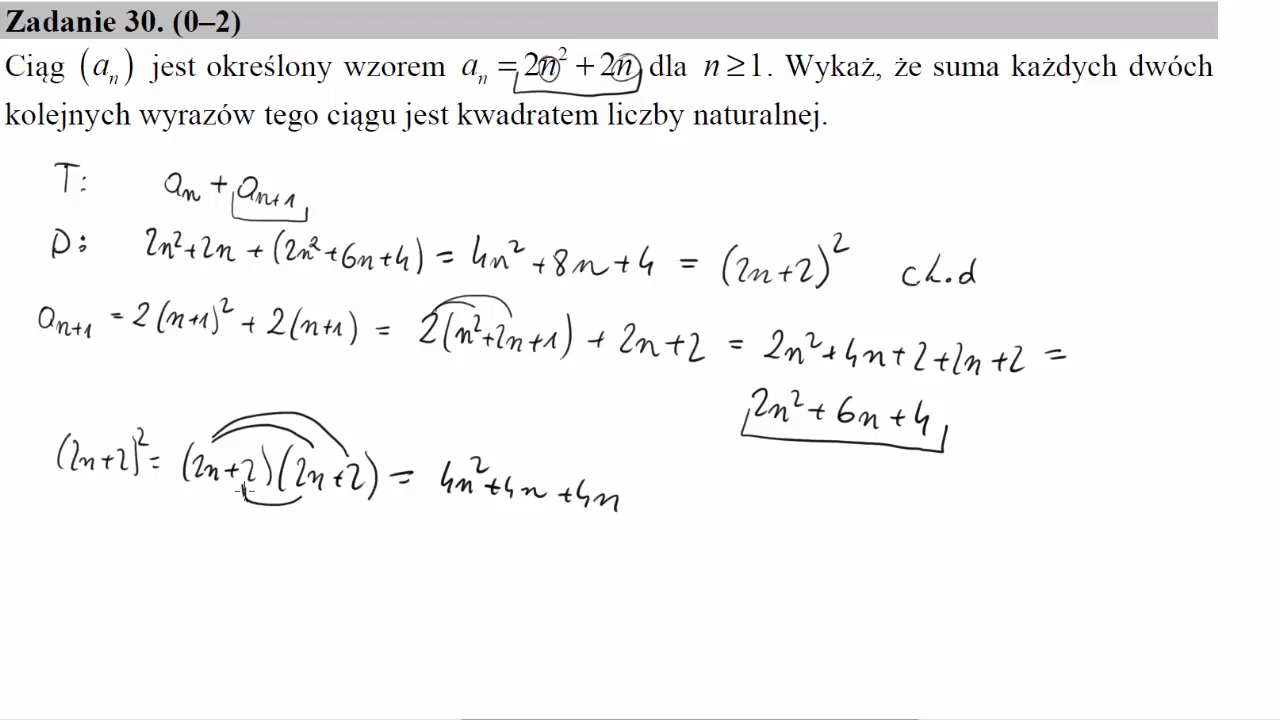 Zadanie 30. (0–2)
Ciąg (aₙ) jest określony wzorem aₙ = 2n² + 2n dla n ≥ 1. Wykaż, że suma każdych dwóch
kolejnych wyrazów tego ciągu jest kwadratem liczby naturalnej.
T: aₙ + aₙ₊₁
D: 2n²+2n + (2n²+6n+4) = 4n² + 8n + 4 = (2n+2)² ck.d
aₙ₊₁ = 2(n+1)² + 2(n+1) = 2(n²+2n+1) + 2n+2 = 2n²+4n+2+2n+2 =
2n² + 6n + 4
(2n+2)² = (2n+2)(2n+2) = 4n²+4n +4n